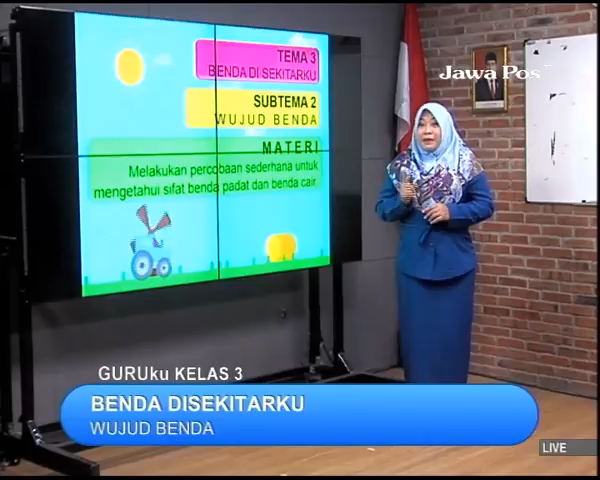 TEMA 3
BENDA DI SEKITARKU
SUBTEMA 2
WUJUD BENDA
MATERI
Melakukan percobaan sederhana untuk
mengetahui sifat benda padat dan benda cair.
Jawa Pos
GURUku KELAS 3
BENDA DISEKITARKU
WUJUD BENDA
LIVE